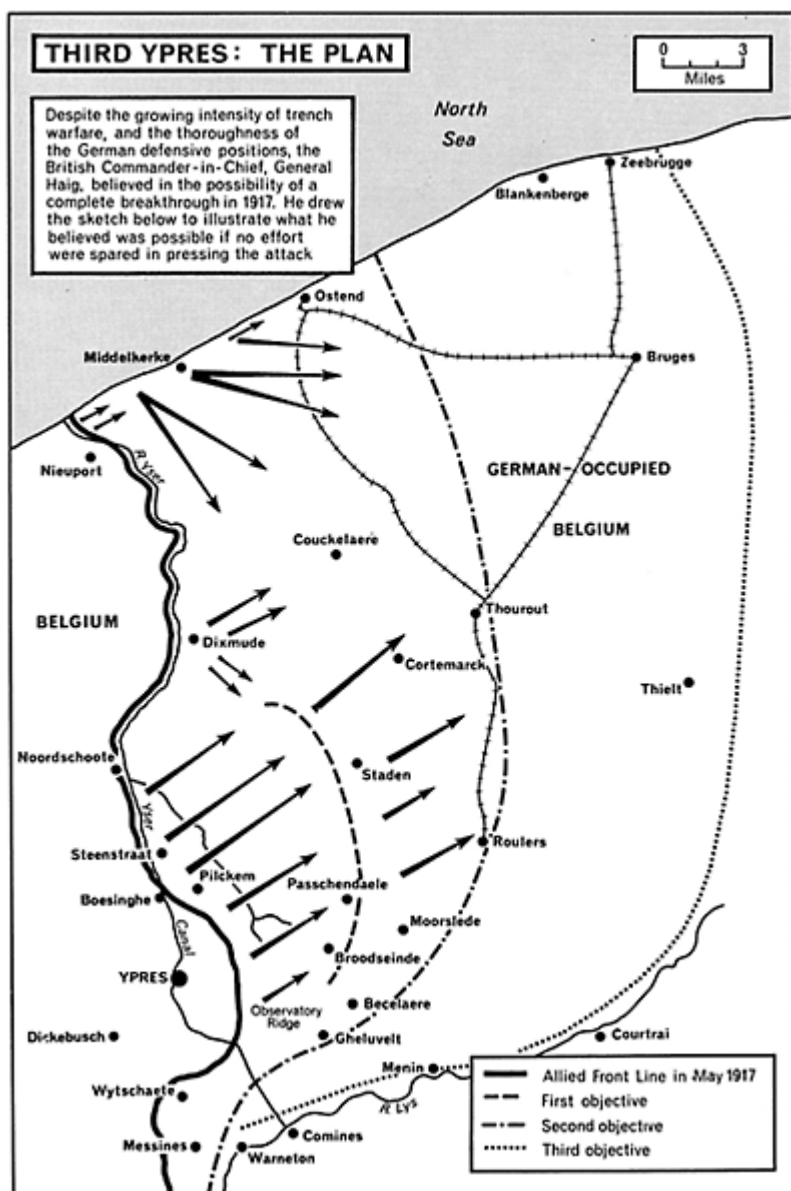 THIRD YPRES: THE PLAN
0 3
Miles
Despite the growing intensity of trench
warfare, and the thoroughness of
the German defensive positions, the
British Commander-in-Chief, General
Haig, believed in the possibility of a
complete breakthrough in 1917. He drew
the sketch below to illustrate what he
believed was possible if no effort
were spared in pressing the attack
North
Sea
Zeebrugge
Blankenberge
Ostend
Middelkerke
Bruges
Nieuport
R Yser
GERMAN-OCCUPIED
BELGIUM
Couckelaere
BELGIUM
Dixmude
Thourout
Cortemarck
Thielt
Noordschoote
Staden
Yser
Steenstraat
Roulers
Pilckem
Passchendaele
Boesinghe
Moorslede
Canal
Broodseinde
YPRES
Becelaere
Observatory
Ridge
Dickebusch
Gheluvelt
Courtrai
Menin
Wytschaete
R Lys
Comines
Messines
Warneton
Allied Front Line in May 1917
First objective
Second objective
Third objective